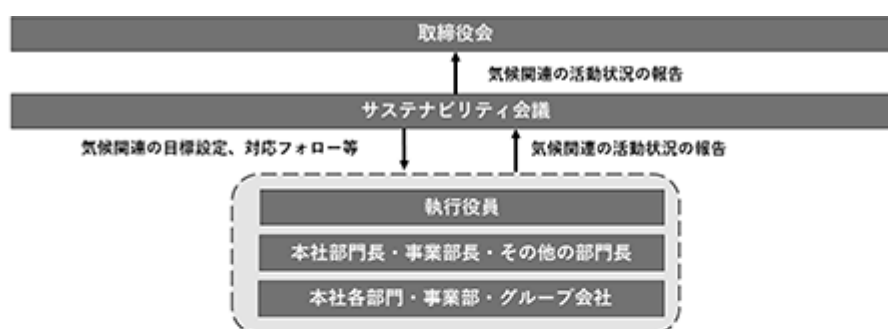 取締役会
気候関連の活動状況の報告
サステナビリティ会議
気候関連の目標設定、対応フォロー等
気候関連の活動状況の報告
執行役員
本社部門長・事業部長・その他の部門長
本社各部門・事業部・グループ会社